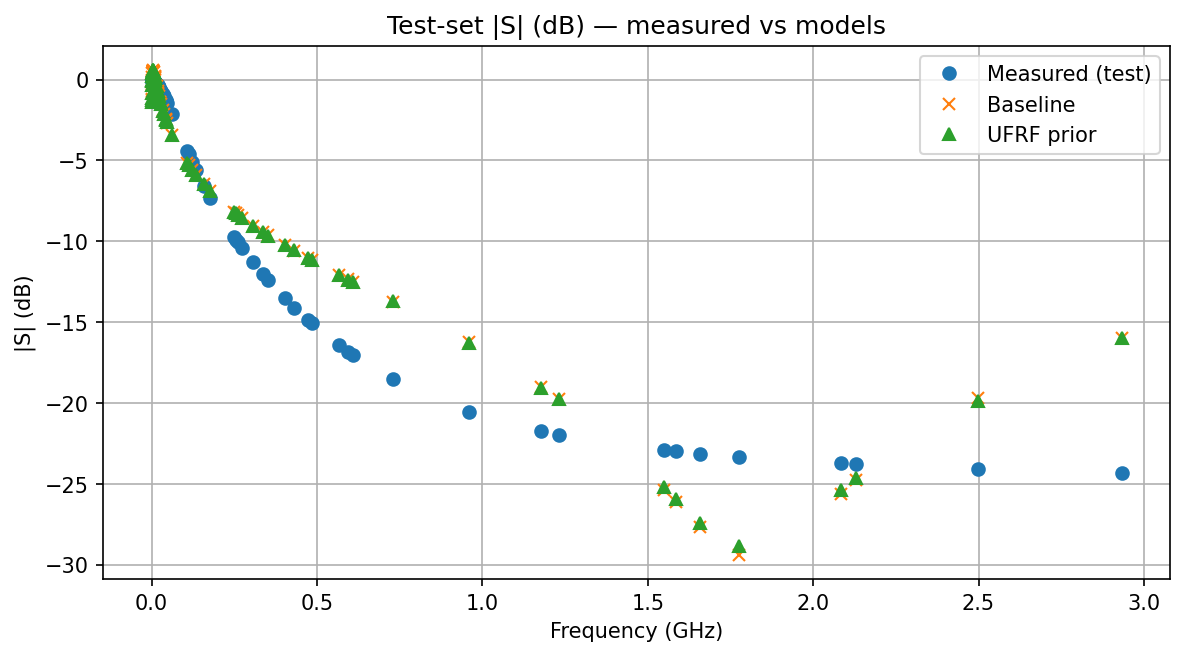 Test-set |S| (dB) — measured vs models
Measured (test)
Baseline
UFRF prior
|S| (dB)
0
−5
−10
−15
−20
−25
−30
0.0 0.5 1.0 1.5 2.0 2.5 3.0
Frequency (GHz)